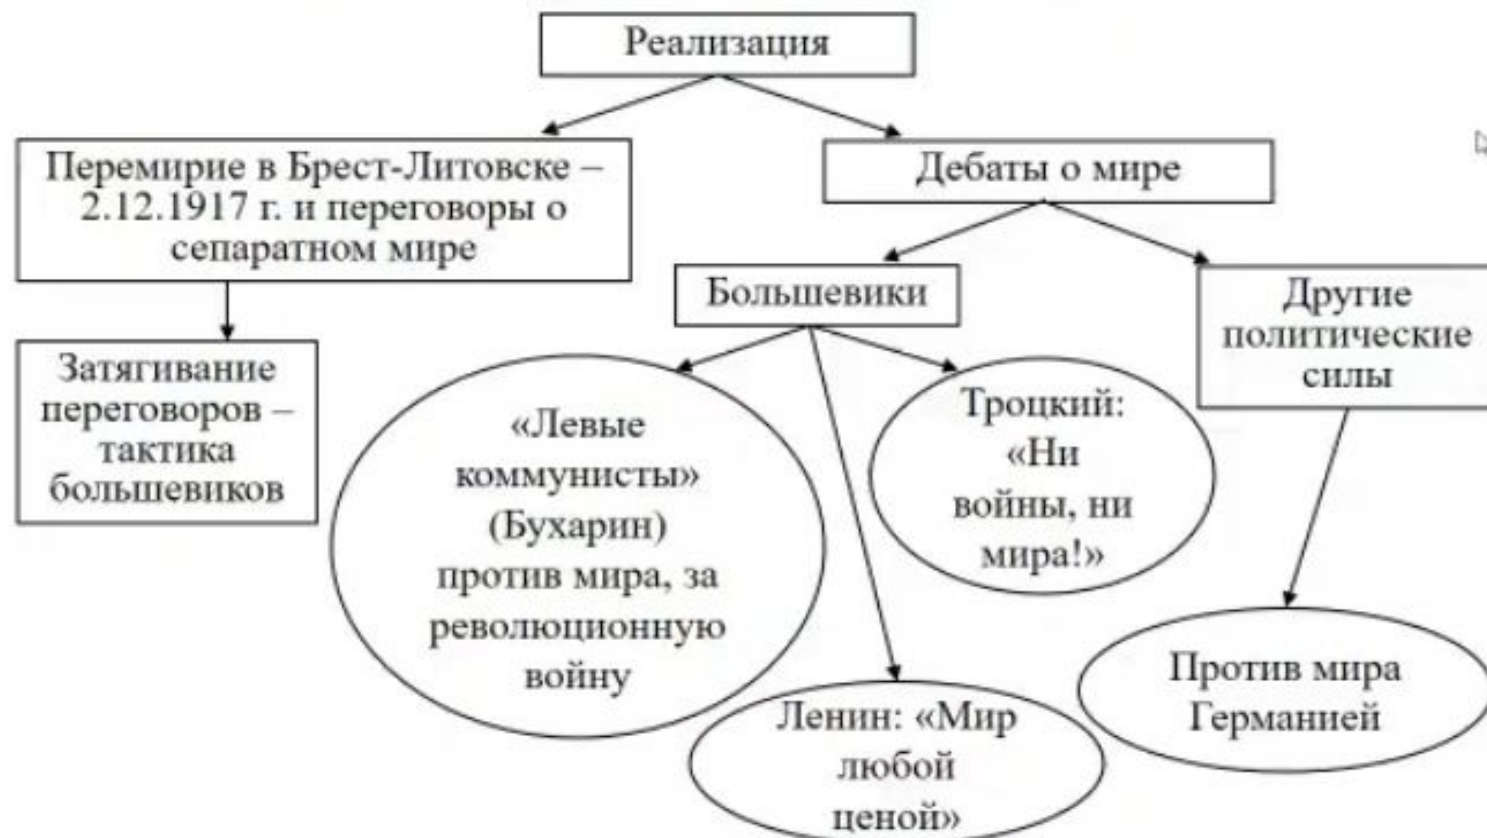 Реализация
Перемирие в Брест-Литовске –
2.12.1917 г. и переговоры о
сепаратном мире
Дебаты о мире
Затягивание
переговоров –
тактика
большевиков
Большевики
Другие
политические
силы
«Левые
коммунисты»
(Бухарин)
против мира, за
революционную
войну
Ленин: «Мир
любой
ценой»
Троцкий:
«Ни
войны, ни
мира!»
Против мира
Германией